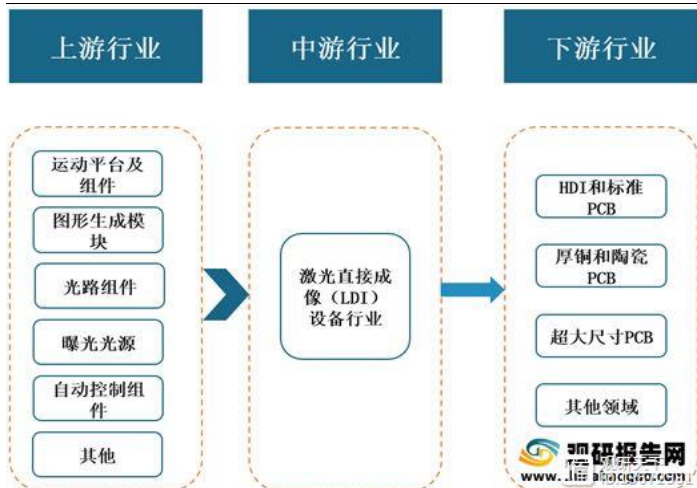 上游行业
中游行业
下游行业
运动平台及
组件
图形生成模
块
光路组件
曝光光源
自动控制组
件
其他
激光直接成
像（LDI）
设备行业
HDI和标准
PCB
厚铜和陶瓷
PCB
超大尺寸PCB
其他领域
观研报告网